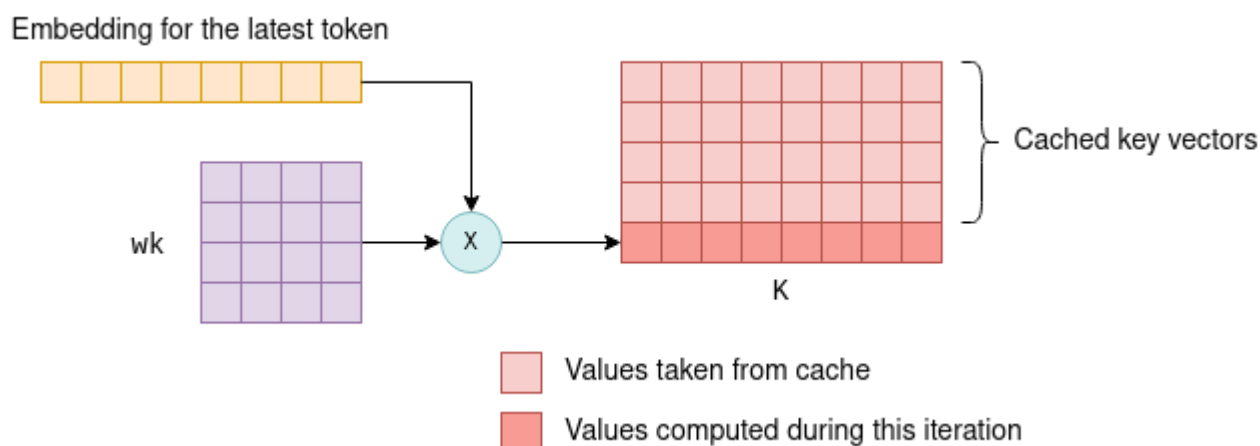 Embedding for the latest token
Cached key vectors
wk
X
K
Values taken from cache
Values computed during this iteration